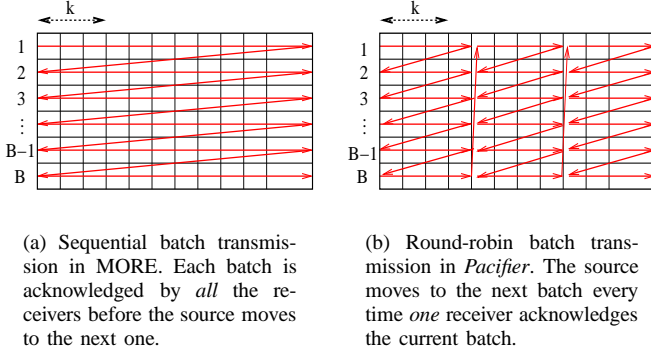 k
1
2
3
⋮
B−1
B
(a) Sequential batch transmis-
sion in MORE. Each batch is
acknowledged by all the re-
ceivers before the source moves
to the next one.
k
1
2
3
⋮
B−1
B
(b) Round-robin batch trans-
mission in Pacifier. The source
moves to the next batch every
time one receiver acknowledges
the current batch.